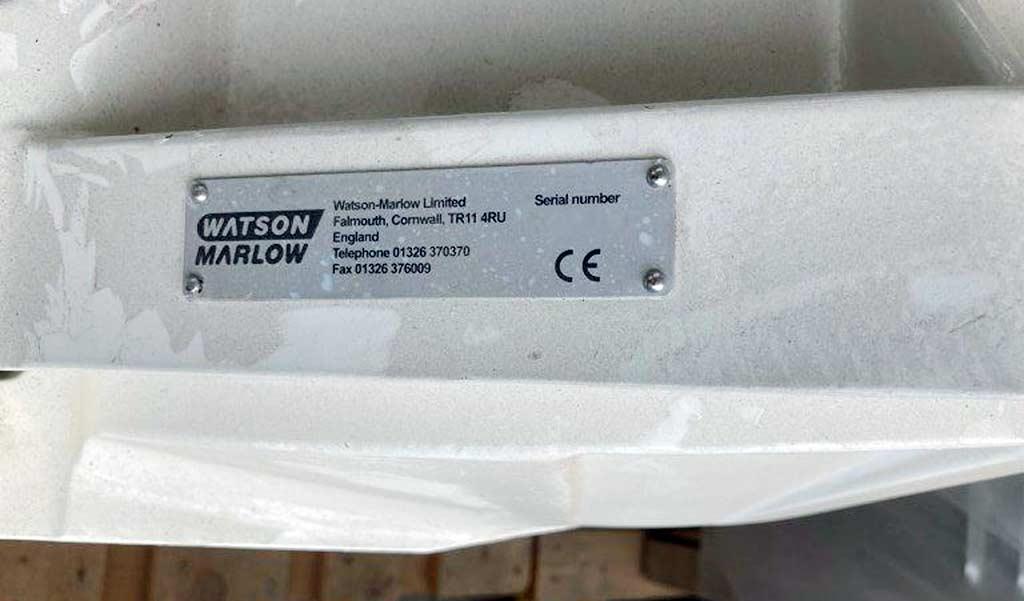 WATSON
MARLOW
Watson-Marlow Limited
Falmouth, Cornwall, TR11 4RU
England
Telephone 01326 370370
Fax 01326 376009
Serial number
CE